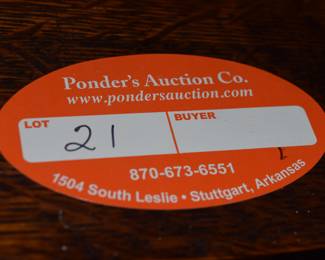 Ponder's Auction Co.
www.pondersauction.com
LOT BUYER
21
870-673-6551
1504 South Leslie • Stuttgart, Arkansas